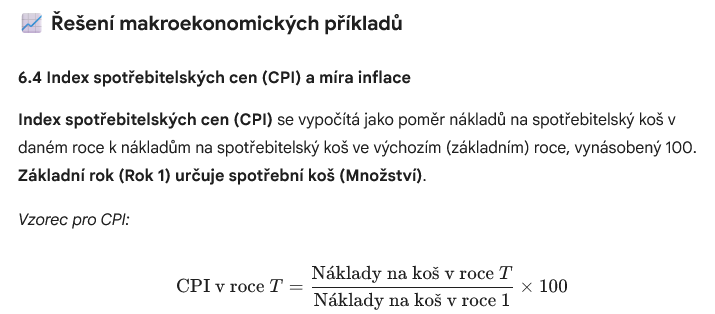 📈 Řešení makroekonomických příkladů
6.4 Index spotřebitelských cen (CPI) a míra inflace
Index spotřebitelských cen (CPI) se vypočítá jako poměr nákladů na spotřebitelský koš v
daném roce k nákladům na spotřebitelský koš ve výchozím (základním) roce, vynásobený 100.
Základní rok (Rok 1) určuje spotřební koš (Množství).
Vzorec pro CPI:
CPI v roce T = Náklady na koš v roce T / Náklady na koš v roce 1 × 100